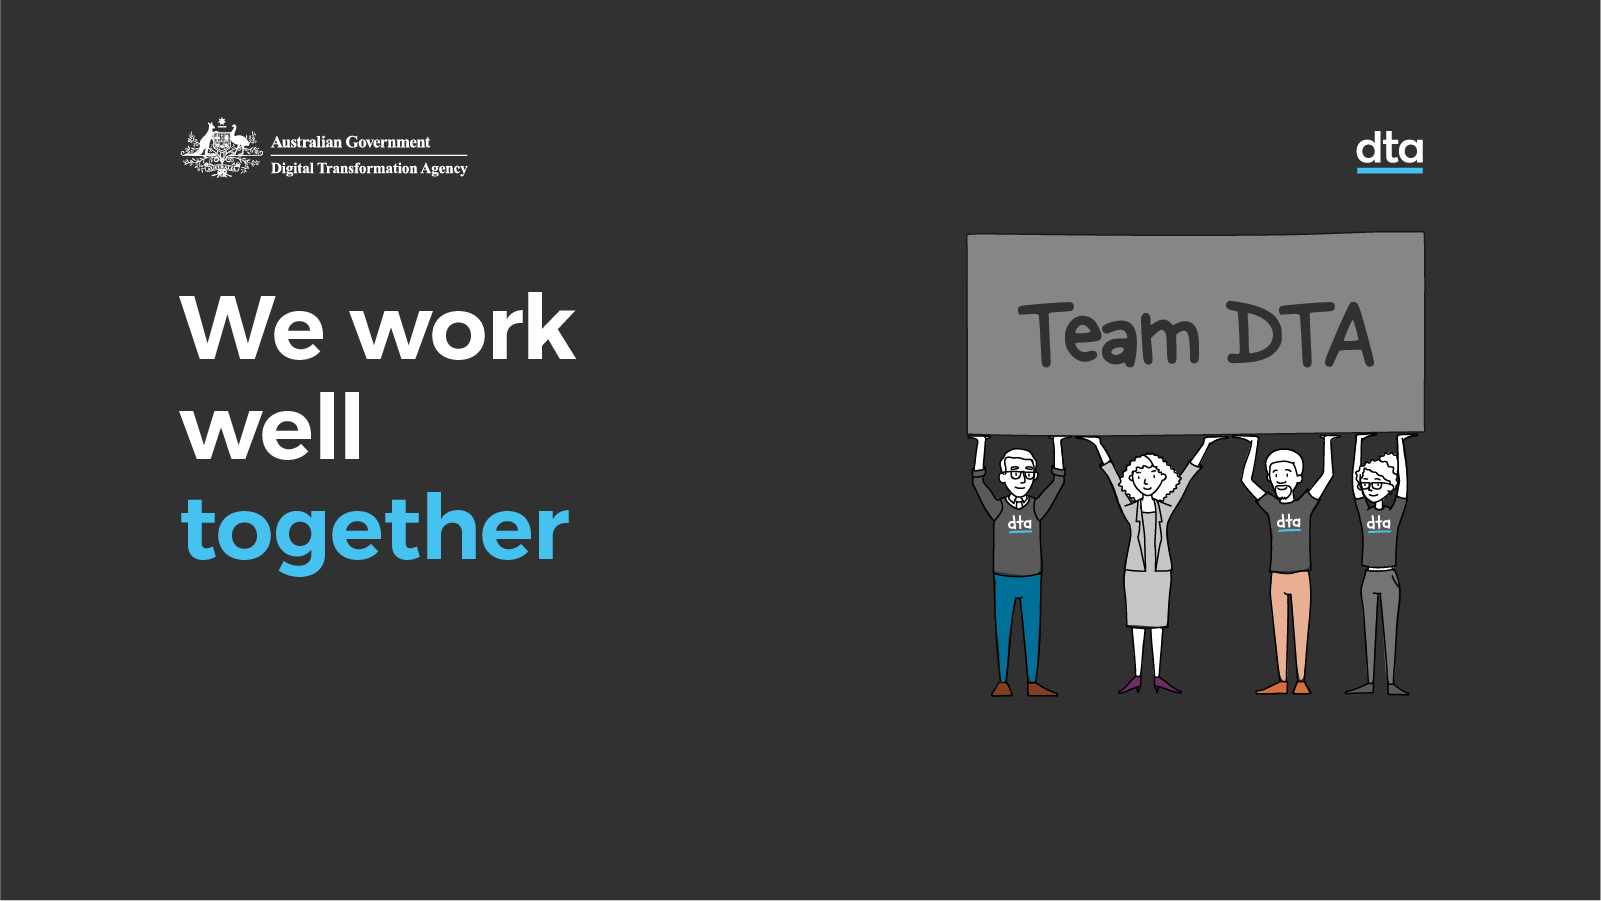 Australian Government
Digital Transformation Agency
dta
We work
well
together
Team DTA
dta
dta
dta